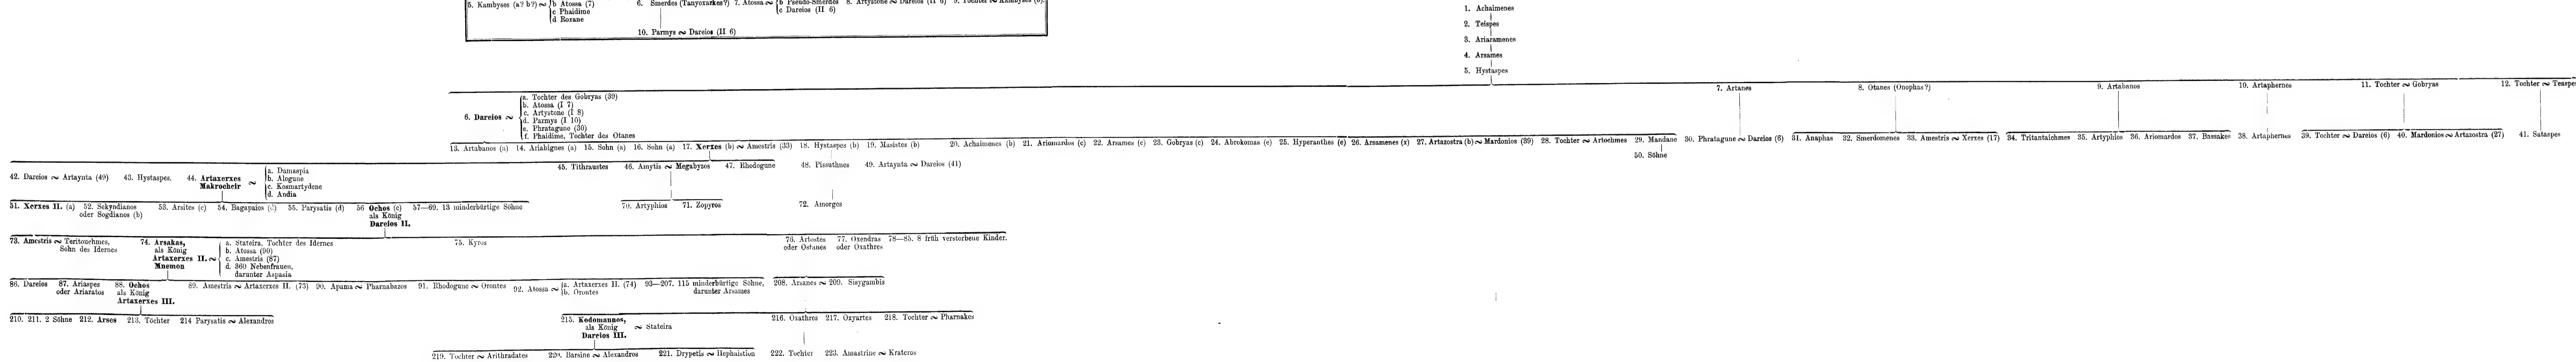 5. Kambyses (a? b?) ∾ b Atossa (7)
c Phaidime
d Roxane
6. Smerdes (Tanyoxarkes?) 7. Atossa ∾ b Pseudo-Smerdes
c Dareios (II 6)
8. Artystone ∾ Dareios (II 6) 9. Tochter ∾ Kambyses
10. Parmys ∾ Dareios (II 6)
1. Achaimenes
2. Teispes
3. Ariaramenes
4. Arsames
5. Hystaspes
6. Dareios ∾
a. Tochter des Gobryas (39)
b. Atossa (I 7)
c. Artystone (I 8)
d. Parmys (I 10)
e. Phratagune (30)
f. Phaidime, Tochter des Otanes
7. Artanes 8. Otanes (Onophas?) 9. Artabanos 10. Artaphernes 11. Tochter ∾ Gobryas 12. Tochter ∾ Teaspes
13. Artabanos (a) 14. Ariabignes (a) 15. Sohn (a) 16. Sohn (a) 17. Xerxes (b) ∾ Amestris (33) 18. Hystaspes (b) 19. Masistes (b) 20. Achaimenes (b) 21. Ariomardos (c) 22. Arsames (c) 23. Gobryas (c) 24. Abrokomas (e) 25. Hyperanthes (e) 26. Arsamenes (x) 27. Artazostra (b) ∾ Mardonios (39) 28. Tochter ∾ Artochmes 29. Mandane 30. Phratagune ∾ Dareios (6) 31. Anaphas 32. Smerdomenes 33. Amestris ∾ Xerxes (17) 34. Tritantaichmes 35. Artyphios 36. Ariomardos 37. Bassakes 38. Artaphernes 39. Tochter ∾ Dareios (6) 40. Mardonios ∾ Artazostra (27) 41. Sataspes
50. Söhne
42. Dareios ∾ Artaynta (49) 43. Hystaspes. 44. Artaxerxes
Makrocheir ∾
a. Damaspia
b. Alogune
c. Kosmartydene
d. Andia
45. Tithraustes 46. Amytis ∾ Megabyzos 47. Rhodogune 48. Pissuthnes 49. Artaynta ∾ Dareios (41)
51. Xerxes II. (a) 52. Sekyndianos
oder Sogdianos (b)
53. Arsites (c) 54. Bagapaios (d) 55. Parysatis (d) 56 Ochos (c)
als König
Dareios II.
57—69. 13 minderbürtige Söhne
70. Artyphios 71. Zopyros 72. Amorges
73. Amestris ∾ Teritouchmes,
Sohn des Idernes
74. Arsakas,
als König
Artaxerxes II. ∾
Mnemon
a. Stateira, Tochter des Idernes
b. Atossa (90)
c. Amestris (87)
d. 360 Nebenfrauen,
darunter Aspasia
75. Kyros
76. Artostes
oder Ostanes
77. Oxendras
oder Oxathres
78—85. 8 früh verstorbene Kinder.
86. Dareios 87. Ariaspes
oder Ariaratos
88. Ochos
als König
Artaxerxes III.
89. Amestris ∾ Artaxerxes II. (73) 90. Apama ∾ Pharnabazos 91. Rhodogune ∾ Orontes 92. Atossa ∾
a. Artaxerxes II. (74)
b. Orontes
93—207. 115 minderbürtige Söhne,
darunter Arsames
208. Arsanes ∾ 209. Sisygambis
210. 211. 2 Söhne 212. Arses 213. Töchter 214 Parysatis ∾ Alexandros
215. Kodomannos,
als König
Dareios III.
∾ Stateira
216. Oxathres 217. Oxyartes 218. Tochter ∾ Pharnakes
219. Tochter ∾ Arithradates 220. Barsine ∾ Alexandros 221. Drypetis ∾ Hephaistion 222. Tochter 223. Amastrine ∾ Krateros